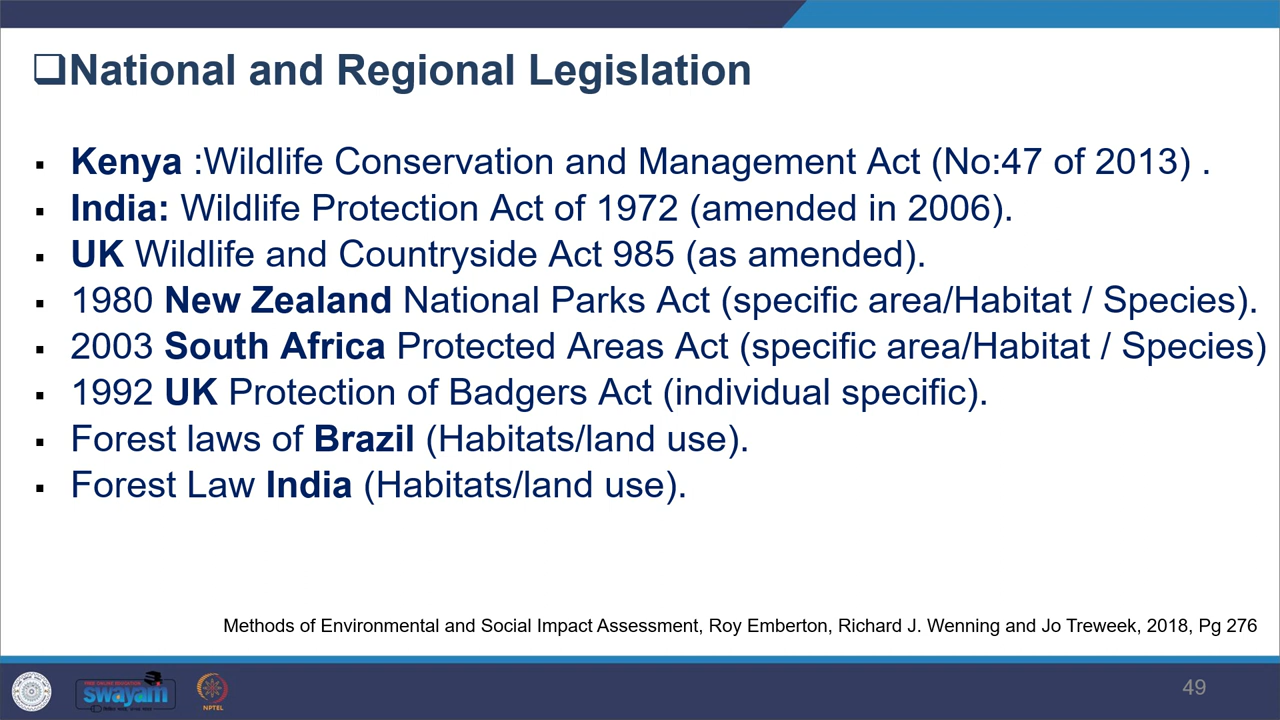 ❑National and Regional Legislation
▪ Kenya :Wildlife Conservation and Management Act (No:47 of 2013) .
▪ India: Wildlife Protection Act of 1972 (amended in 2006).
▪ UK Wildlife and Countryside Act 985 (as amended).
▪ 1980 New Zealand National Parks Act (specific area/Habitat / Species).
▪ 2003 South Africa Protected Areas Act (specific area/Habitat / Species)
▪ 1992 UK Protection of Badgers Act (individual specific).
▪ Forest laws of Brazil (Habitats/land use).
▪ Forest Law India (Habitats/land use).
Methods of Environmental and Social Impact Assessment, Roy Emberton, Richard J. Wenning and Jo Treweek, 2018, Pg 276
FREE ONLINE EDUCATION
swayam
NPTEL
49